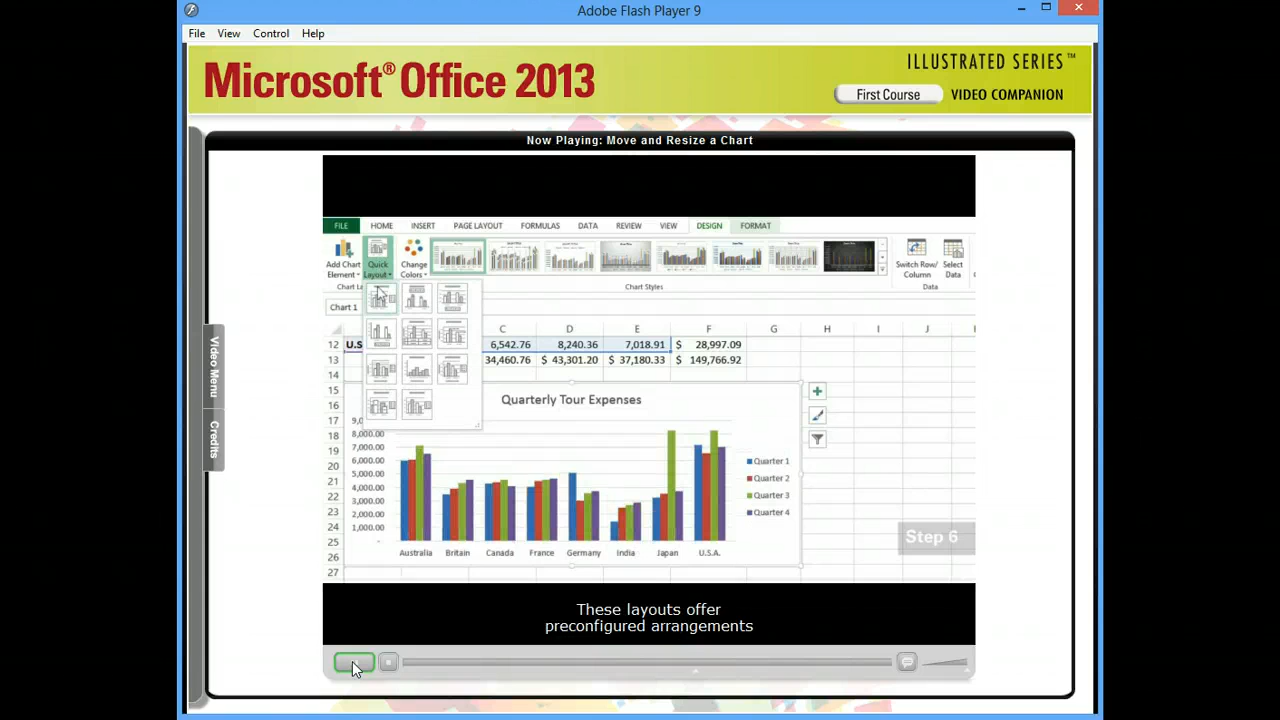 Adobe Flash Player 9
File View Control Help
Microsoft® Office 2013
ILLUSTRATED SERIES™
First Course VIDEO COMPANION
Now Playing: Move and Resize a Chart
FILE HOME INSERT PAGE LAYOUT FORMULAS DATA REVIEW VIEW DESIGN FORMAT
Add Chart Element
Quick Layout
Change Colors
Switch Row/ Column
Select Data
Chart La
Chart Styles
Data
Chart 1
C D E F G H I J
12 U.S 6,542.76 8,240.36 7,018.91 $ 28,997.09
13 34,460.76 $ 43,301.20 $ 37,180.33 $ 149,766.92
14
15
16
17
18
19
20
21
22
23
24
25
26
27
Quarterly Tour Expenses
9,0
8,000.00
7,000.00
6,000.00
5,000.00
4,000.00
3,000.00
2,000.00
1,000.00
-
Australia Britain Canada France Germany India Japan U.S.A.
Quarter 1
Quarter 2
Quarter 3
Quarter 4
Step 6
Video Menu
Credits
These layouts offer
preconfigured arrangements